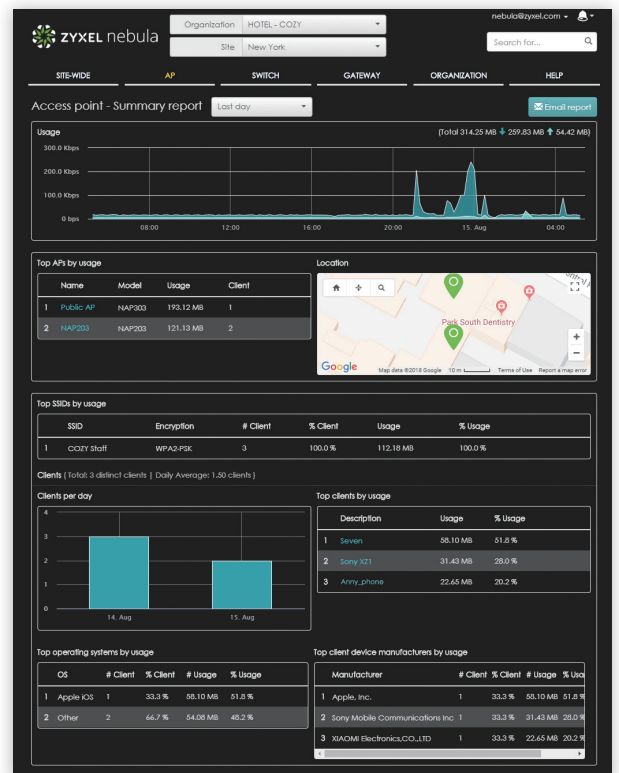 nebula@zyxel.com
Organization HOTEL - COZY
ZYXEL nebula
Site New York
Search for...
SITE-WIDE AP SWITCH GATEWAY ORGANIZATION HELP
Access point - Summary report Last day Email report
Usage (Total 314.25 MB 259.83 MB 54.42 MB)
300.0 Kbps
200.0 Kbps
100.0 Kbps
0 bps
08:00 12:00 16:00 20:00 15. Aug 04:00
Top APs by usage
Name Model Usage Client
1 Public AP NAP303 193.12 MB 1
2 NAP203 NAP203 121.13 MB 2
Location
Park South Dentistry
Google Map data ©2018 Google 10 m Terms of Use Report a map error
Top SSIDs by usage
SSID Encryption # Client % Client Usage % Usage
1 COZY Staff WPA2-PSK 3 100.0 % 112.18 MB 100.0 %
Clients ( Total: 3 distinct clients | Daily Average: 1.50 clients )
Clients per day
4
3
2
1
0
14. Aug 15. Aug
Top clients by usage
Description Usage % Usage
1 Seven 58.10 MB 51.8 %
2 Sony XZ1 31.43 MB 28.0 %
3 Anny_phone 22.65 MB 20.2 %
Top operating systems by usage
OS # Client % Client # Usage % Usage
1 Apple iOS 1 33.3 % 58.10 MB 51.8 %
2 Other 2 66.7 % 54.08 MB 48.2 %
Top client device manufacturers by usage
Manufacturer # Client % Client # Usage % Usa
1 Apple, Inc. 1 33.3 % 58.10 MB 51.8 %
2 Sony Mobile Communications Inc 1 33.3 % 31.43 MB 28.0 %
3 XIAOMI Electronics,CO.,LTD 1 33.3 % 22.65 MB 20.2 %